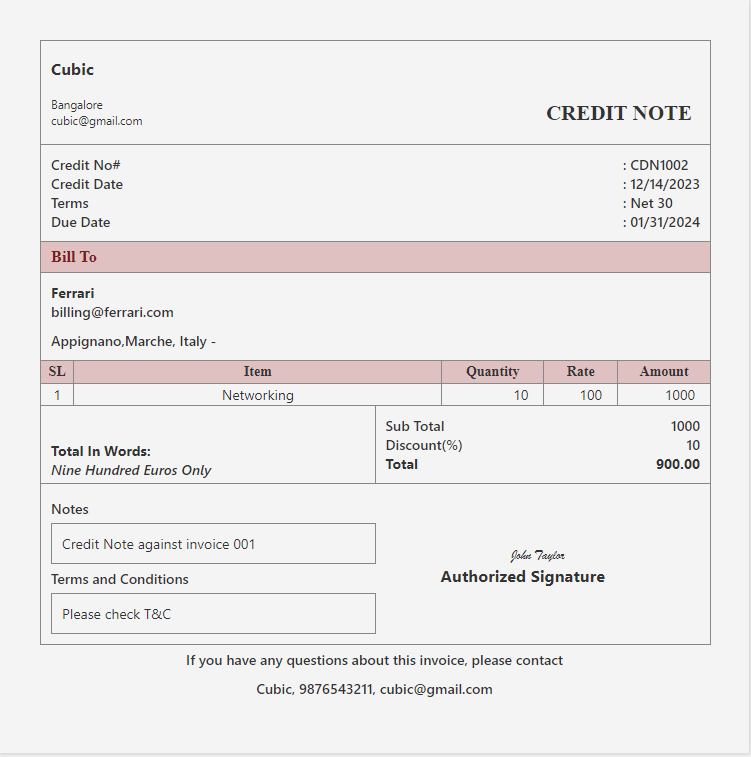 Cubic
Bangalore
cubic@gmail.com
CREDIT NOTE
Credit No# : CDN1002
Credit Date : 12/14/2023
Terms : Net 30
Due Date : 01/31/2024
Bill To
Ferrari
billing@ferrari.com
Appignano,Marche, Italy -
SL Item Quantity Rate Amount
1 Networking 10 100 1000
Sub Total 1000
Discount(%) 10
Total 900.00
Total In Words:
Nine Hundred Euros Only
Notes
Credit Note against invoice 001
Terms and Conditions
Please check T&C
John Taylor
Authorized Signature
If you have any questions about this invoice, please contact
Cubic, 9876543211, cubic@gmail.com